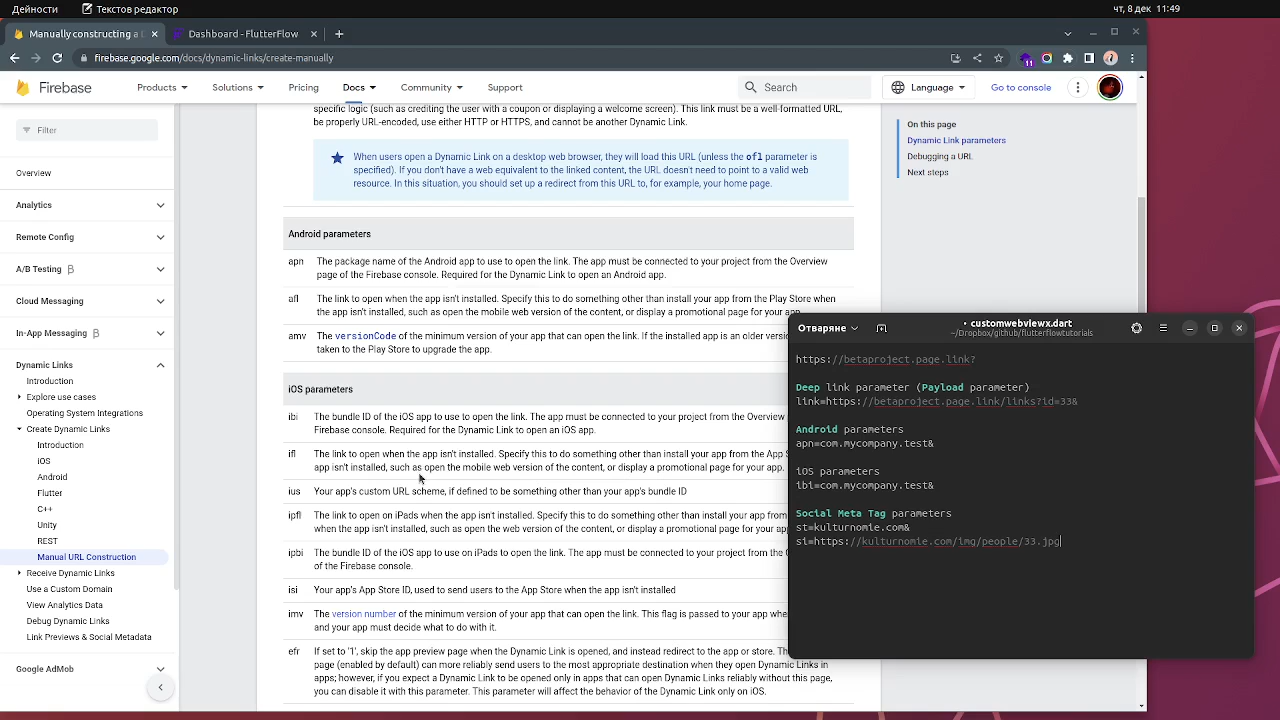 Дейности
Текстов редактор
чт, 8 дек 11:49
Manually constructing a D
Dashboard - FlutterFlow
firebase.google.com/docs/dynamic-links/create-manually
11
Firebase
Products
Solutions
Pricing
Docs
Community
Support
Search
Language
Go to console
Filter
Overview
Analytics
Remote Config
A/B Testing
Cloud Messaging
In-App Messaging
Dynamic Links
Introduction
Explore use cases
Operating System Integrations
Create Dynamic Links
Introduction
iOS
Android
Flutter
C++
Unity
REST
Manual URL Construction
Receive Dynamic Links
Use a Custom Domain
View Analytics Data
Debug Dynamic Links
Link Previews & Social Metadata
Google AdMob
specific logic (such as crediting the user with a coupon or displaying a welcome screen). This link must be a well-formatted URL,
be properly URL-encoded, use either HTTP or HTTPS, and cannot be another Dynamic Link.
When users open a Dynamic Link on a desktop web browser, they will load this URL (unless the ofl parameter is
specified). If you don't have a web equivalent to the linked content, the URL doesn't need to point to a valid web
resource. In this situation, you should set up a redirect from this URL to, for example, your home page.
Android parameters
apn The package name of the Android app to use to open the link. The app must be connected to your project from the Overview
page of the Firebase console. Required for the Dynamic Link to open an Android app.
afl The link to open when the app isn't installed. Specify this to do something other than install your app from the Play Store when
the app isn't installed, such as open the mobile web version of the content, or display a promotional page for your app.
amv The versionCode of the minimum version of your app that can open the link. If the installed app is an older version
taken to the Play Store to upgrade the app.
iOS parameters
ibi The bundle ID of the iOS app to use to open the link. The app must be connected to your project from the Overview
console. Required for the Dynamic Link to open an iOS app.
ifl The link to open when the app isn't installed. Specify this to do something other than install your app from the App S
app isn't installed, such as open the mobile web version of the content, or display a promotional page for your app.
ius Your app's custom URL scheme, if defined to be something other than your app's bundle ID
ipfl The link to open on iPads when the app isn't installed. Specify this to do something other than install your app from
when the app isn't installed, such as open the web version of the content, or display a promotional page for your app.
ipbi The bundle ID of the iOS app to use on iPads to open the link. The app must be connected to your project from the
of the Firebase console.
isi Your app's App Store ID, used to send users to the App Store when the app isn't installed
imv The version number of the minimum version of your app that can open the link. This flag is passed to your app whe
and your app must decide what to do with it.
efr If set to '1', skip the app preview page when the Dynamic Link is opened, and instead redirect to the app or store. Th
page (enabled by default) can more reliably send users to the most appropriate destination when they open Dynamic Links in
apps; however, if you expect a Dynamic Link to be opened only in apps that can open Dynamic Links reliably without this page,
you can disable it with this parameter. This parameter will affect the behavior of the Dynamic Link only on iOS.
On this page
Dynamic Link parameters
Debugging a URL
Next steps
Отваряне
• customwebviewx.dart
~/Dropbox/github/flutterflowtutorials
https://betaproject.page.link?
Deep link parameter (Payload parameter)
link=https://betaproject.page.link/links?id=33&
Android parameters
apn=com.mycompany.test&
iOS parameters
ibi=com.mycompany.test&
Social Meta Tag parameters
st=kulturnomie.com&
si=https://kulturnomie.com/img/people/33.jpg